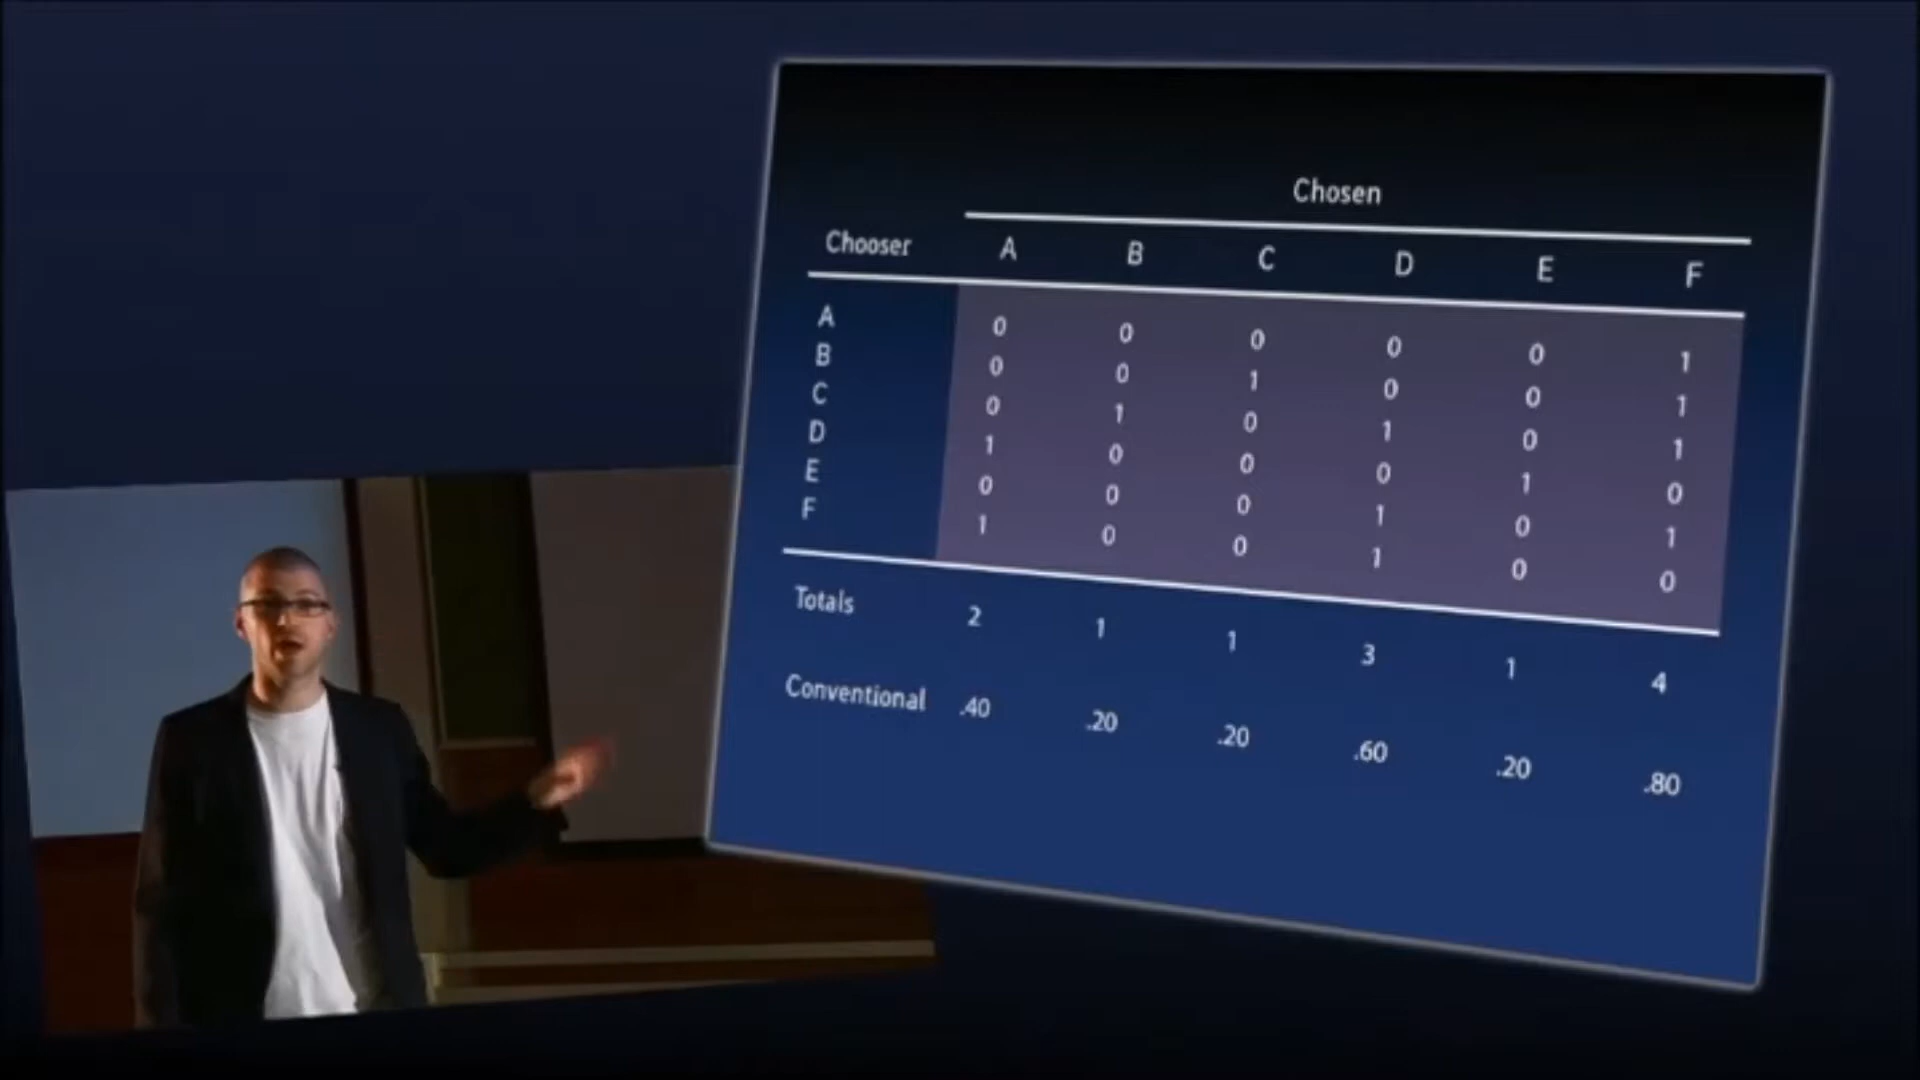 Chosen
Chooser A B C D E F
A 0 0 0 0 0 1
B 0 0 1 0 0 1
C 0 1 0 1 0 1
D 1 0 0 0 1 0
E 0 0 0 1 0 1
F 1 0 0 1 0 0
Totals 2 1 1 3 1 4
Conventional .40 .20 .20 .60 .20 .80